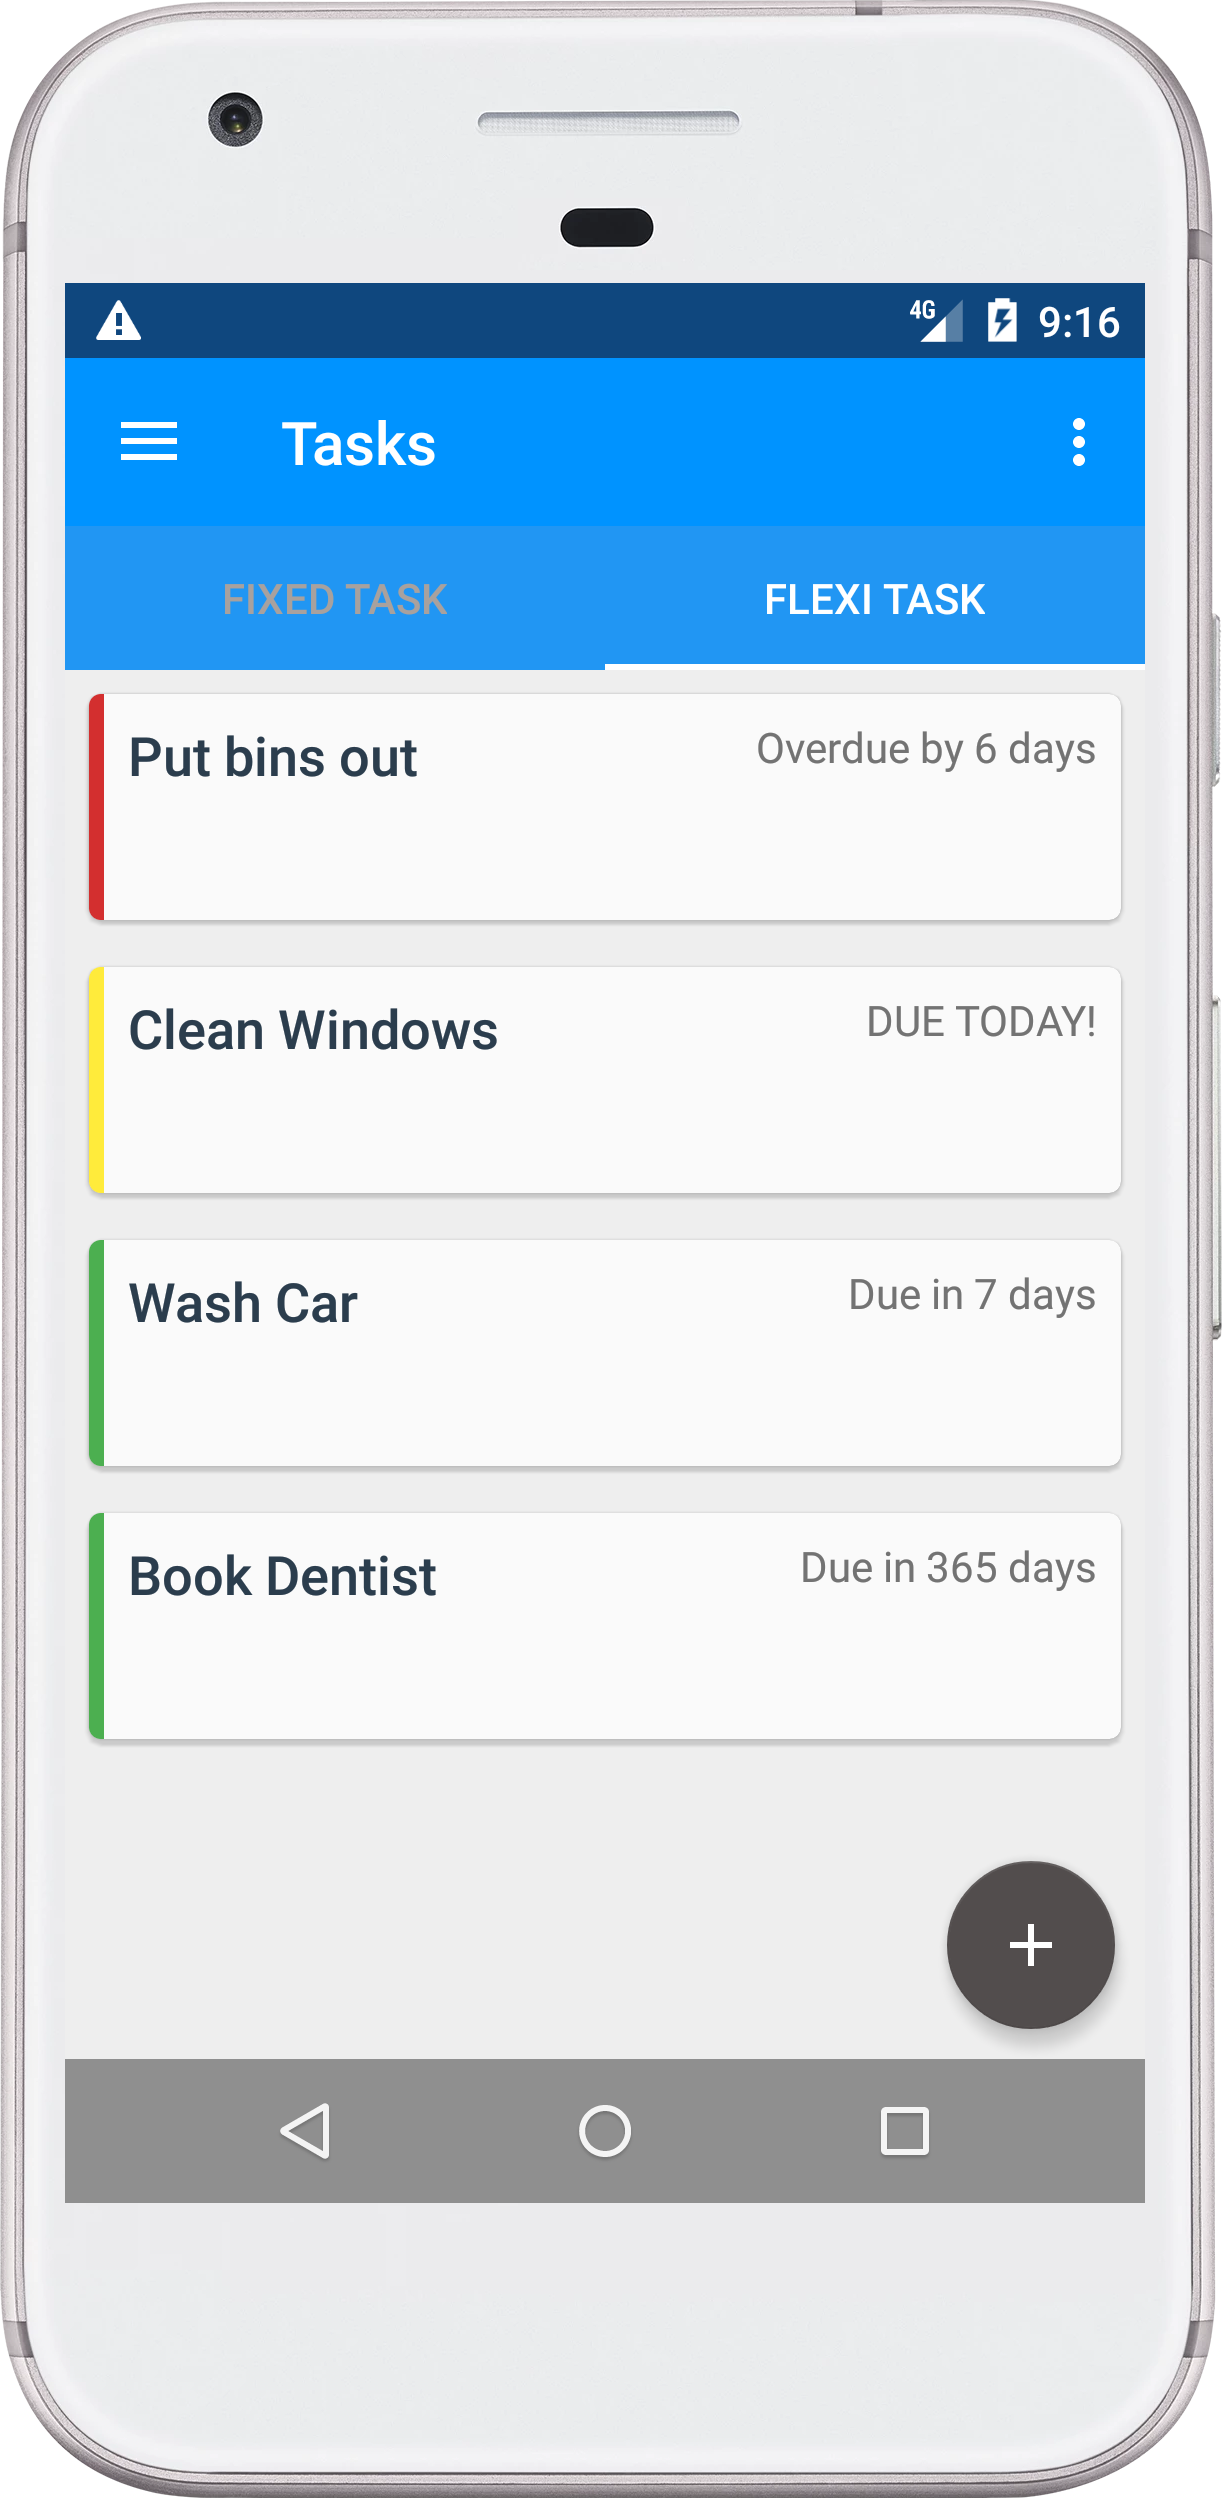 4G 9:16
Tasks
FIXED TASK FLEXI TASK
Put bins out Overdue by 6 days
Clean Windows DUE TODAY!
Wash Car Due in 7 days
Book Dentist Due in 365 days